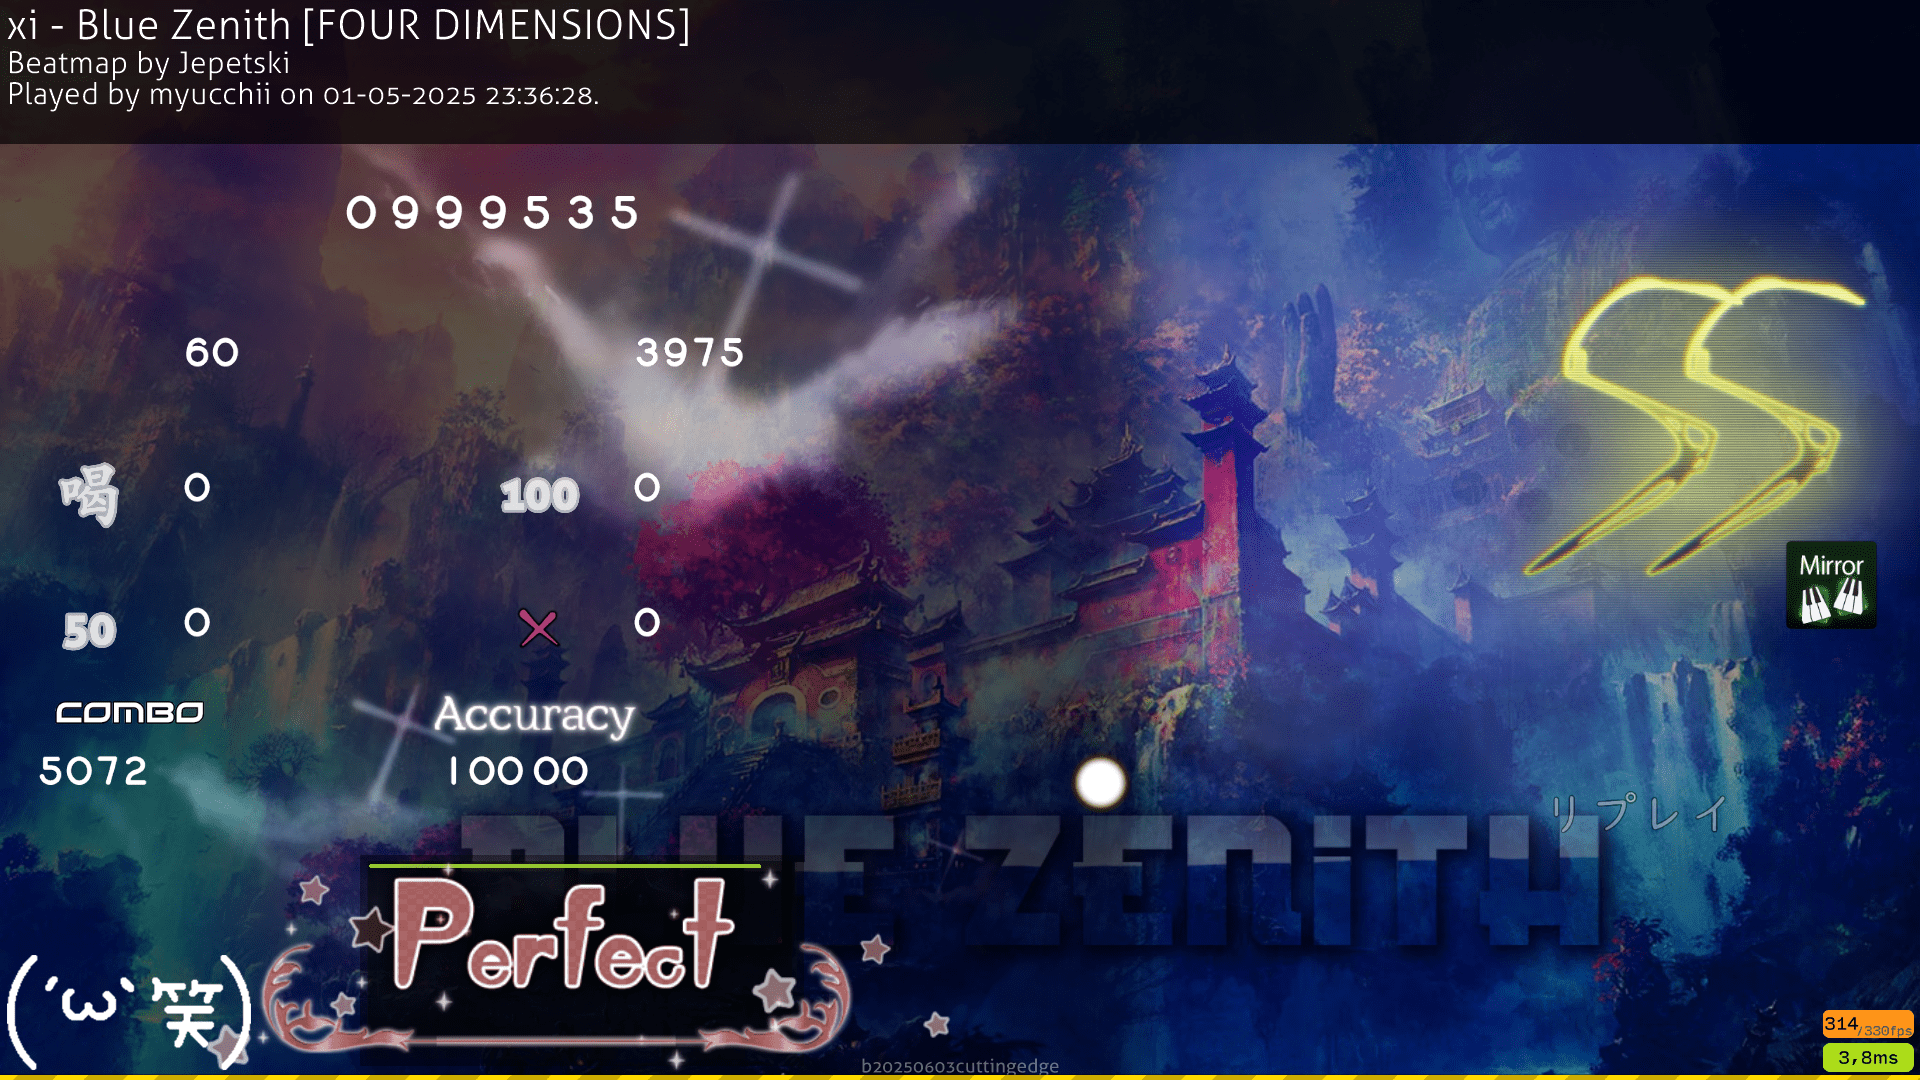 xi - Blue Zenith [FOUR DIMENSIONS]
Beatmap by Jepetski
Played by myucchii on 01-05-2025 23:36:28.
0999535
60 3975
喝 0 100 0
50 0 0
COMBO Accuracy
5072 100 00
リプレイ
BLUE ZENITH
Mirror
Perfect
('ω' 笑)
314/330fps
3,8ms
b20250603cuttingedge
SS